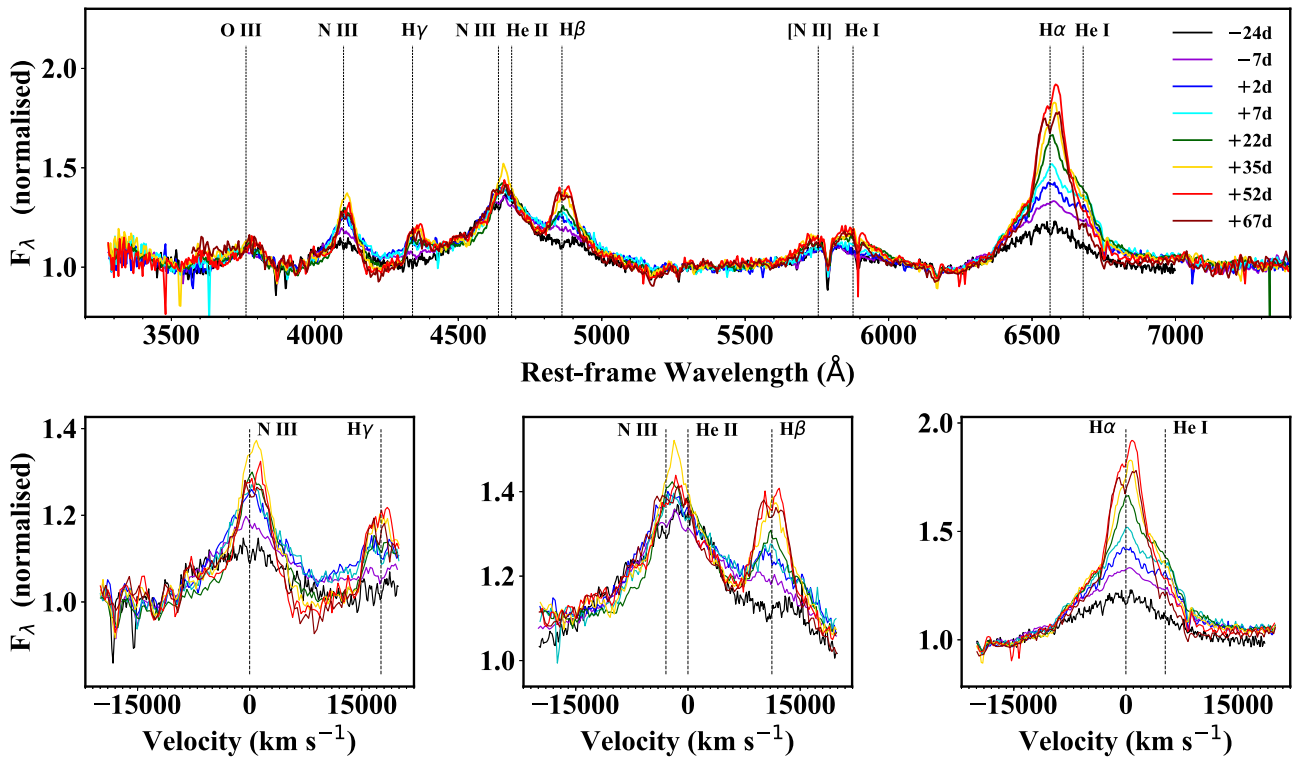 O III N III Hγ N III He II Hβ [N II] He I Hα He I
−24d
−7d
+2d
+7d
+22d
+35d
+52d
+67d
2.0
1.5
1.0
F_λ (normalised)
3500 4000 4500 5000 5500 6000 6500 7000
Rest-frame Wavelength (Å)
N III Hγ
1.4
1.2
1.0
F_λ (normalised)
−15000 0 15000
Velocity (km s⁻¹)
N III He II Hβ
1.4
1.2
1.0
−15000 0 15000
Velocity (km s⁻¹)
Hα He I
2.0
1.5
1.0
−15000 0 15000
Velocity (km s⁻¹)